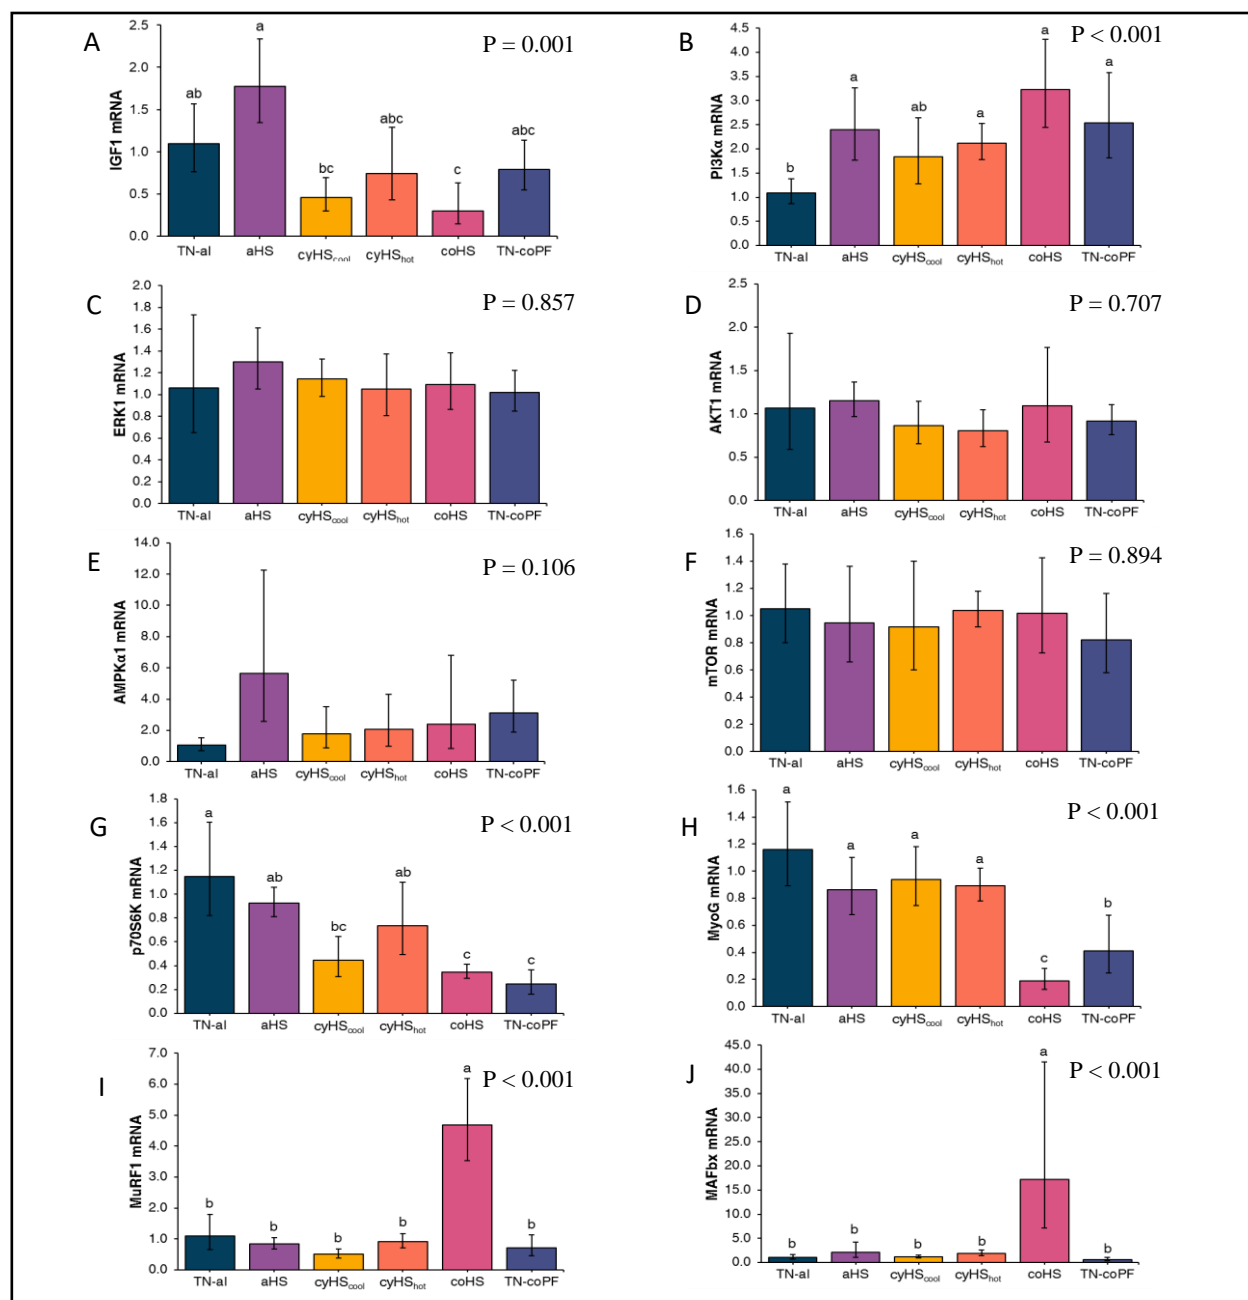 A
P = 0.001
IGF1 mRNA
2.5
2.0
1.5
1.0
0.5
0.0
ab
a
bc
abc
c
abc
TN-al aHS cyHScool cyHShot coHS TN-coPF
B
P < 0.001
PI3Kα mRNA
4.5
4.0
3.5
3.0
2.5
2.0
1.5
1.0
0.5
0.0
b
a
ab
a
a
a
TN-al aHS cyHScool cyHShot coHS TN-coPF
C
P = 0.857
ERK1 mRNA
2.0
1.8
1.6
1.4
1.2
1.0
0.8
0.6
0.4
0.2
0.0
TN-al aHS cyHScool cyHShot coHS TN-coPF
D
P = 0.707
AKT1 mRNA
2.5
2.0
1.5
1.0
0.5
0.0
TN-al aHS cyHScool cyHShot coHS TN-coPF
E
P = 0.106
AMPKα1 mRNA
14.0
12.0
10.0
8.0
6.0
4.0
2.0
0.0
TN-al aHS cyHScool cyHShot coHS TN-coPF
F
P = 0.894
mTOR mRNA
1.6
1.4
1.2
1.0
0.8
0.6
0.4
0.2
0.0
TN-al aHS cyHScool cyHShot coHS TN-coPF
G
P < 0.001
p70S6K mRNA
1.8
1.6
1.4
1.2
1.0
0.8
0.6
0.4
0.2
0.0
a
ab
bc
ab
c
c
TN-al aHS cyHScool cyHShot coHS TN-coPF
H
P < 0.001
MyoG mRNA
1.6
1.4
1.2
1.0
0.8
0.6
0.4
0.2
0.0
a
a
a
a
c
b
TN-al aHS cyHScool cyHShot coHS TN-coPF
I
P < 0.001
MuRF1 mRNA
7.0
6.0
5.0
4.0
3.0
2.0
1.0
0.0
b
b
b
b
a
b
TN-al aHS cyHScool cyHShot coHS TN-coPF
J
P < 0.001
MAFbx mRNA
45.0
40.0
35.0
30.0
25.0
20.0
15.0
10.0
5.0
0.0
b
b
b
b
a
b
TN-al aHS cyHScool cyHShot coHS TN-coPF